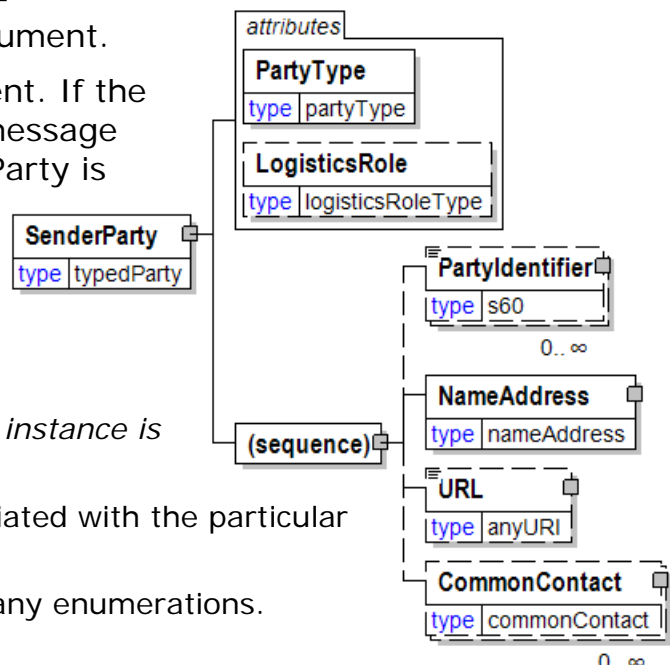 ument.
ent. If the
message
Party is
instance is
iated with the particular
any enumerations.
attributes
PartyType
type partyType
LogisticsRole
type logisticsRoleType
SenderParty
type typedParty
(sequence)
PartyIdentifier
type s60
0.. ∞
NameAddress
type nameAddress
URL
type anyURI
CommonContact
type commonContact
0.. ∞